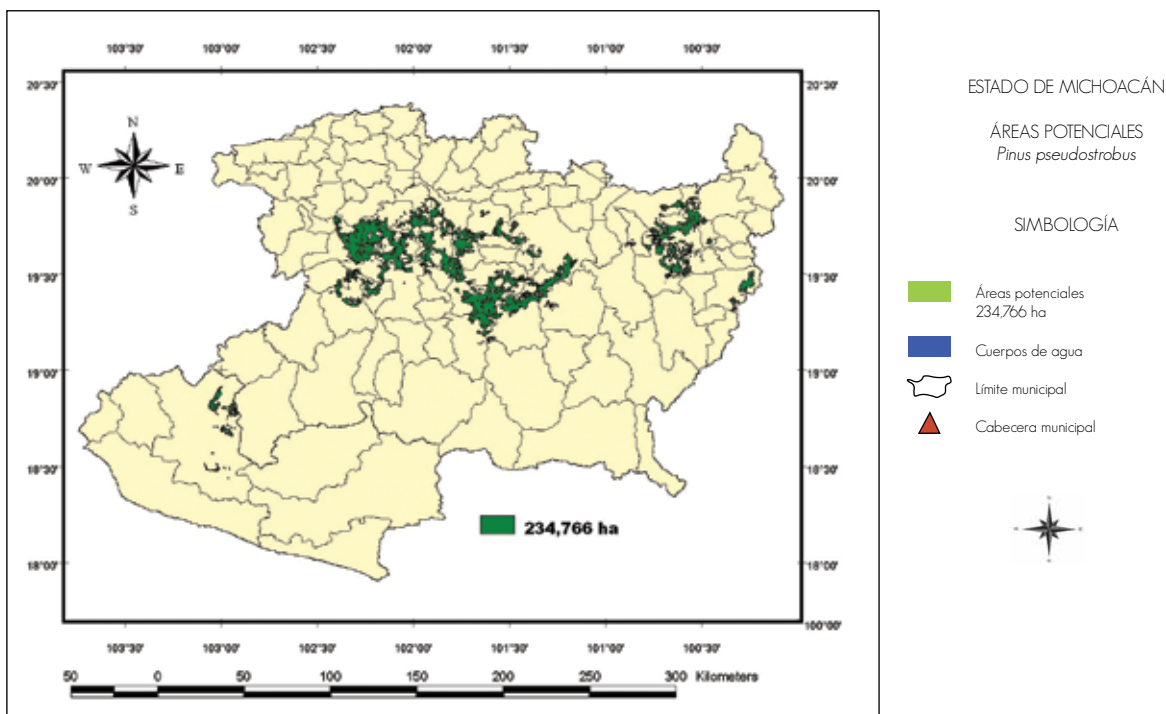 103°30' 103°00' 102°00' 101°30' 101°00' 100°30'
20°30' 20°30'
N
W E
S
20°00' 20°00'
19°30' 19°30'
19°00' 19°00'
18°30' 18°30'
234,766 ha
18°00' 18°00'
100°00'
103°30' 103°00' 102°30' 102°00' 101°30' 101°00' 100°30'
50 0 50 100 150 200 250 300 Kilometers
ESTADO DE MICHOACÁN
ÁREAS POTENCIALES
Pinus pseudostrobus
SIMBOLOGÍA
Áreas potenciales
234,766 ha
Cuerpos de agua
Límite municipal
Cabecera municipal